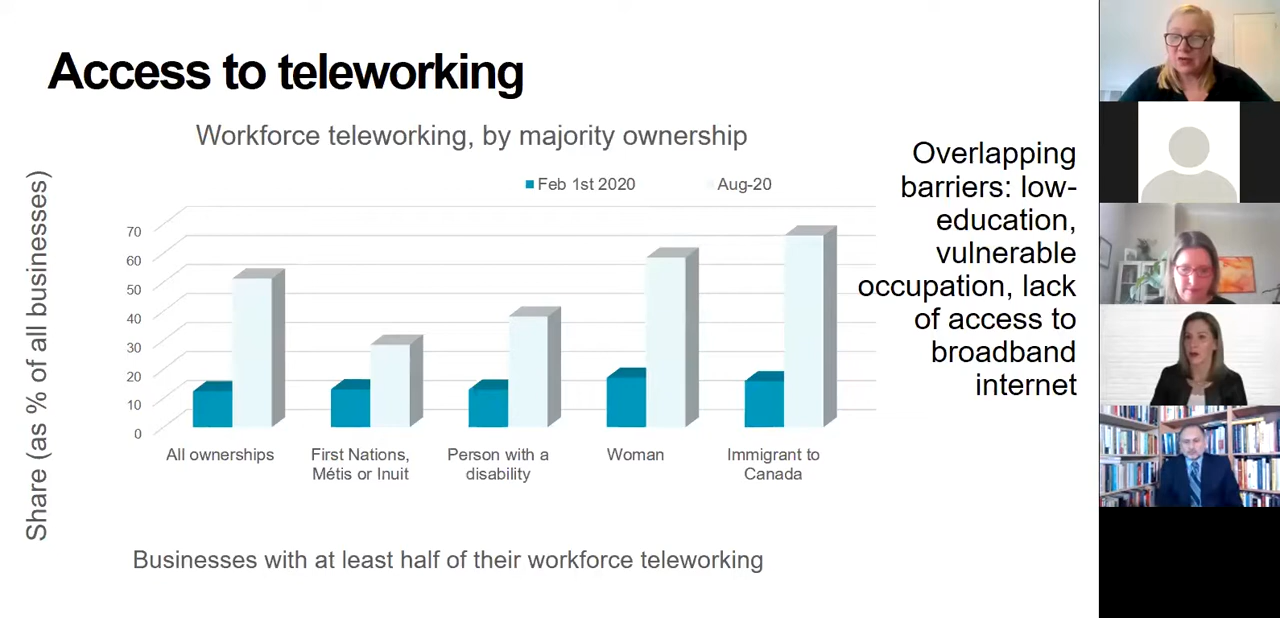 Access to teleworking
Workforce teleworking, by majority ownership
Feb 1st 2020
Aug-20
Share (as % of all businesses)
70
60
50
40
30
20
10
0
All ownerships
First Nations,
Métis or Inuit
Person with a
disability
Woman
Immigrant to
Canada
Businesses with at least half of their workforce teleworking
Overlapping
barriers: low-
education,
vulnerable
occupation, lack
of access to
broadband
internet